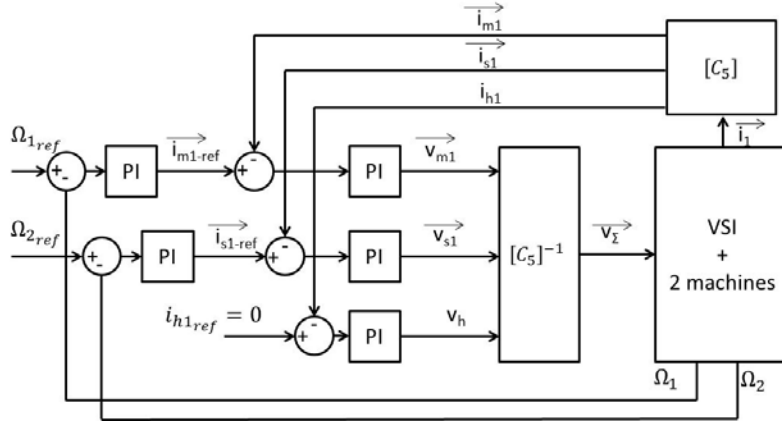 i_m1
i_s1
[C_5]
i_h1
Ω_1ref
i_m1-ref
v_m1
i_1
+ -
PI
+ -
PI
Ω_2ref
i_s1-ref
v_s1
[C_5]^-1
v_Σ
VSI
+
2 machines
+ -
PI
+ -
PI
i_h1ref = 0
+ -
PI
v_h
Ω_1
Ω_2